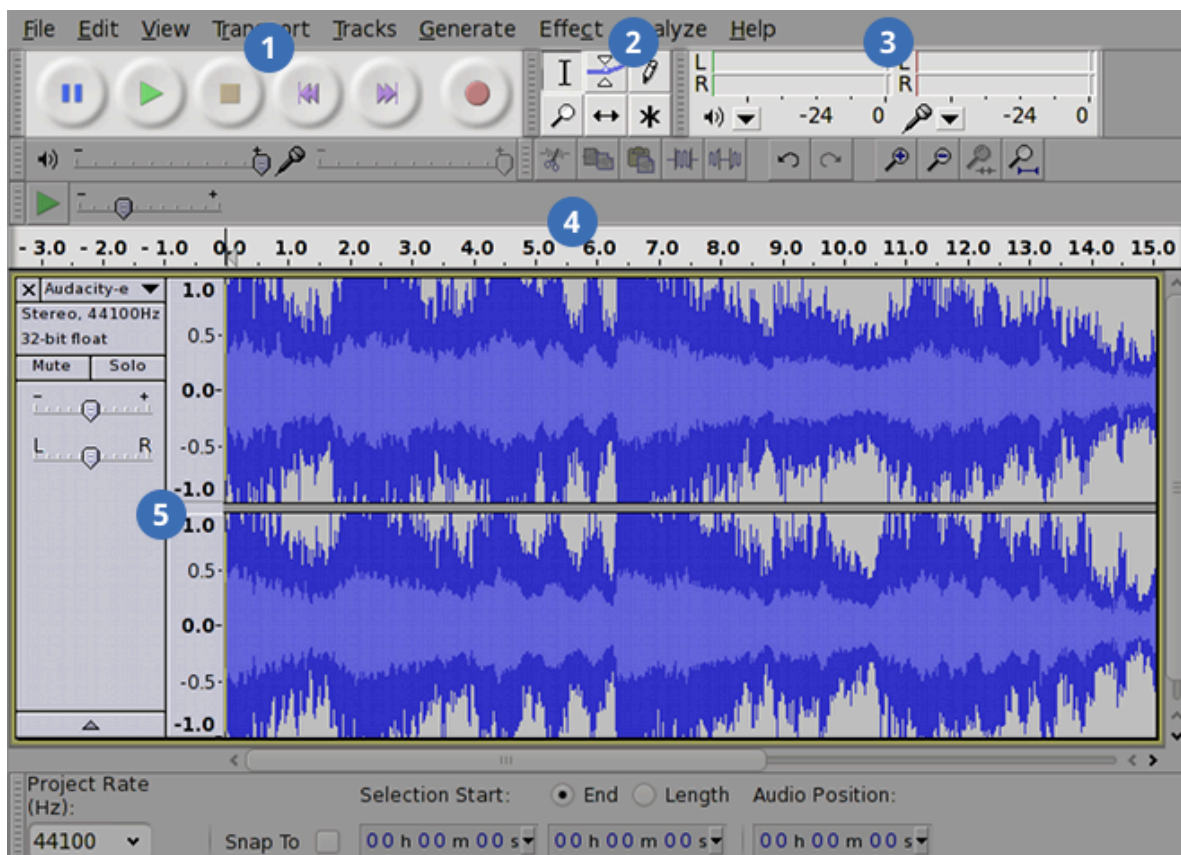 File Edit View Transport Tracks Generate Effect Analyze Help
1
2
3
L
R
-24 0
L
R
-24 0
- +
- +
- +
4
- 3.0 - 2.0 - 1.0 0.0 1.0 2.0 3.0 4.0 5.0 6.0 7.0 8.0 9.0 10.0 11.0 12.0 13.0 14.0 15.0
X Audacity-e
Stereo, 44100Hz
32-bit float
Mute Solo
- +
L R
1.0
0.5-
0.0-
-0.5-
-1.0
5
1.0
0.5-
0.0-
-0.5-
-1.0
Project Rate
(Hz):
44100
Selection Start: End Length Audio Position:
Snap To 00 h 00 m 00 s 00 h 00 m 00 s 00 h 00 m 00 s